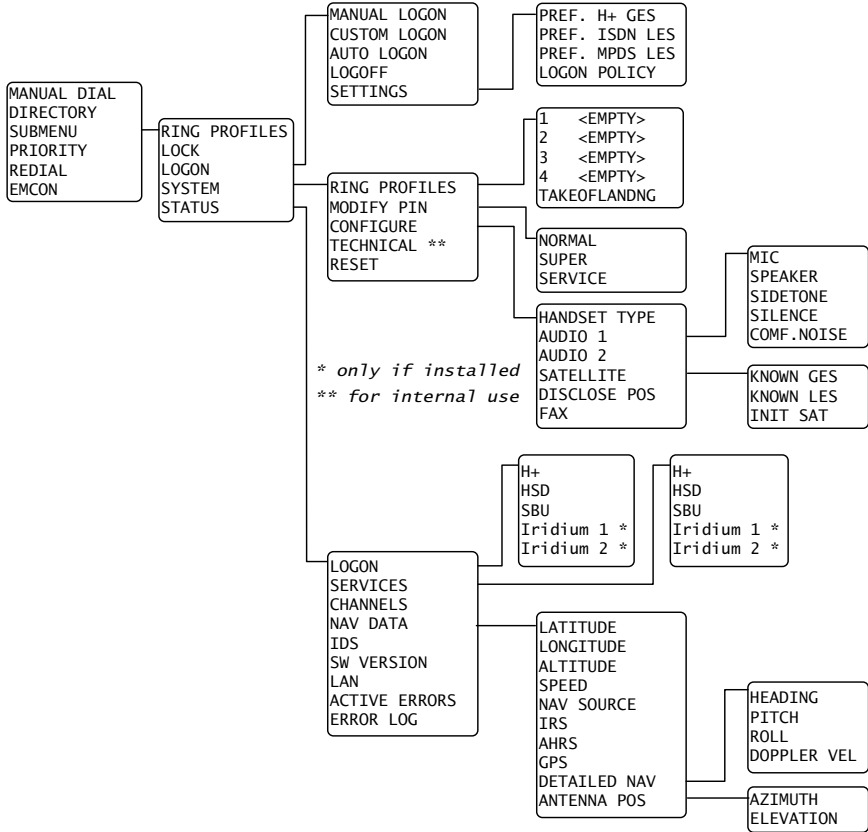 MANUAL DIAL
DIRECTORY
SUBMENU
PRIORITY
REDIAL
EMCON
RING PROFILES
LOCK
LOGON
SYSTEM
STATUS
MANUAL LOGON
CUSTOM LOGON
AUTO LOGON
LOGOFF
SETTINGS
PREF. H+ GES
PREF. ISDN LES
PREF. MPDS LES
LOGON POLICY
RING PROFILES
MODIFY PIN
CONFIGURE
TECHNICAL **
RESET
1 <EMPTY>
2 <EMPTY>
3 <EMPTY>
4 <EMPTY>
TAKEOFLANDNG
NORMAL
SUPER
SERVICE
HANDSET TYPE
AUDIO 1
AUDIO 2
SATELLITE
DISCLOSE POS
FAX
MIC
SPEAKER
SIDETONE
SILENCE
COMF.NOISE
KNOWN GES
KNOWN LES
INIT SAT
* only if installed
** for internal use
LOGON
SERVICES
CHANNELS
NAV DATA
IDS
SW VERSION
LAN
ACTIVE ERRORS
ERROR LOG
H+
HSD
SBU
Iridium 1 *
Iridium 2 *
H+
HSD
SBU
Iridium 1 *
Iridium 2 *
LATITUDE
LONGITUDE
ALTITUDE
SPEED
NAV SOURCE
IRS
AHRS
GPS
DETAILED NAV
ANTENNA POS
HEADING
PITCH
ROLL
DOPPLER VEL
AZIMUTH
ELEVATION